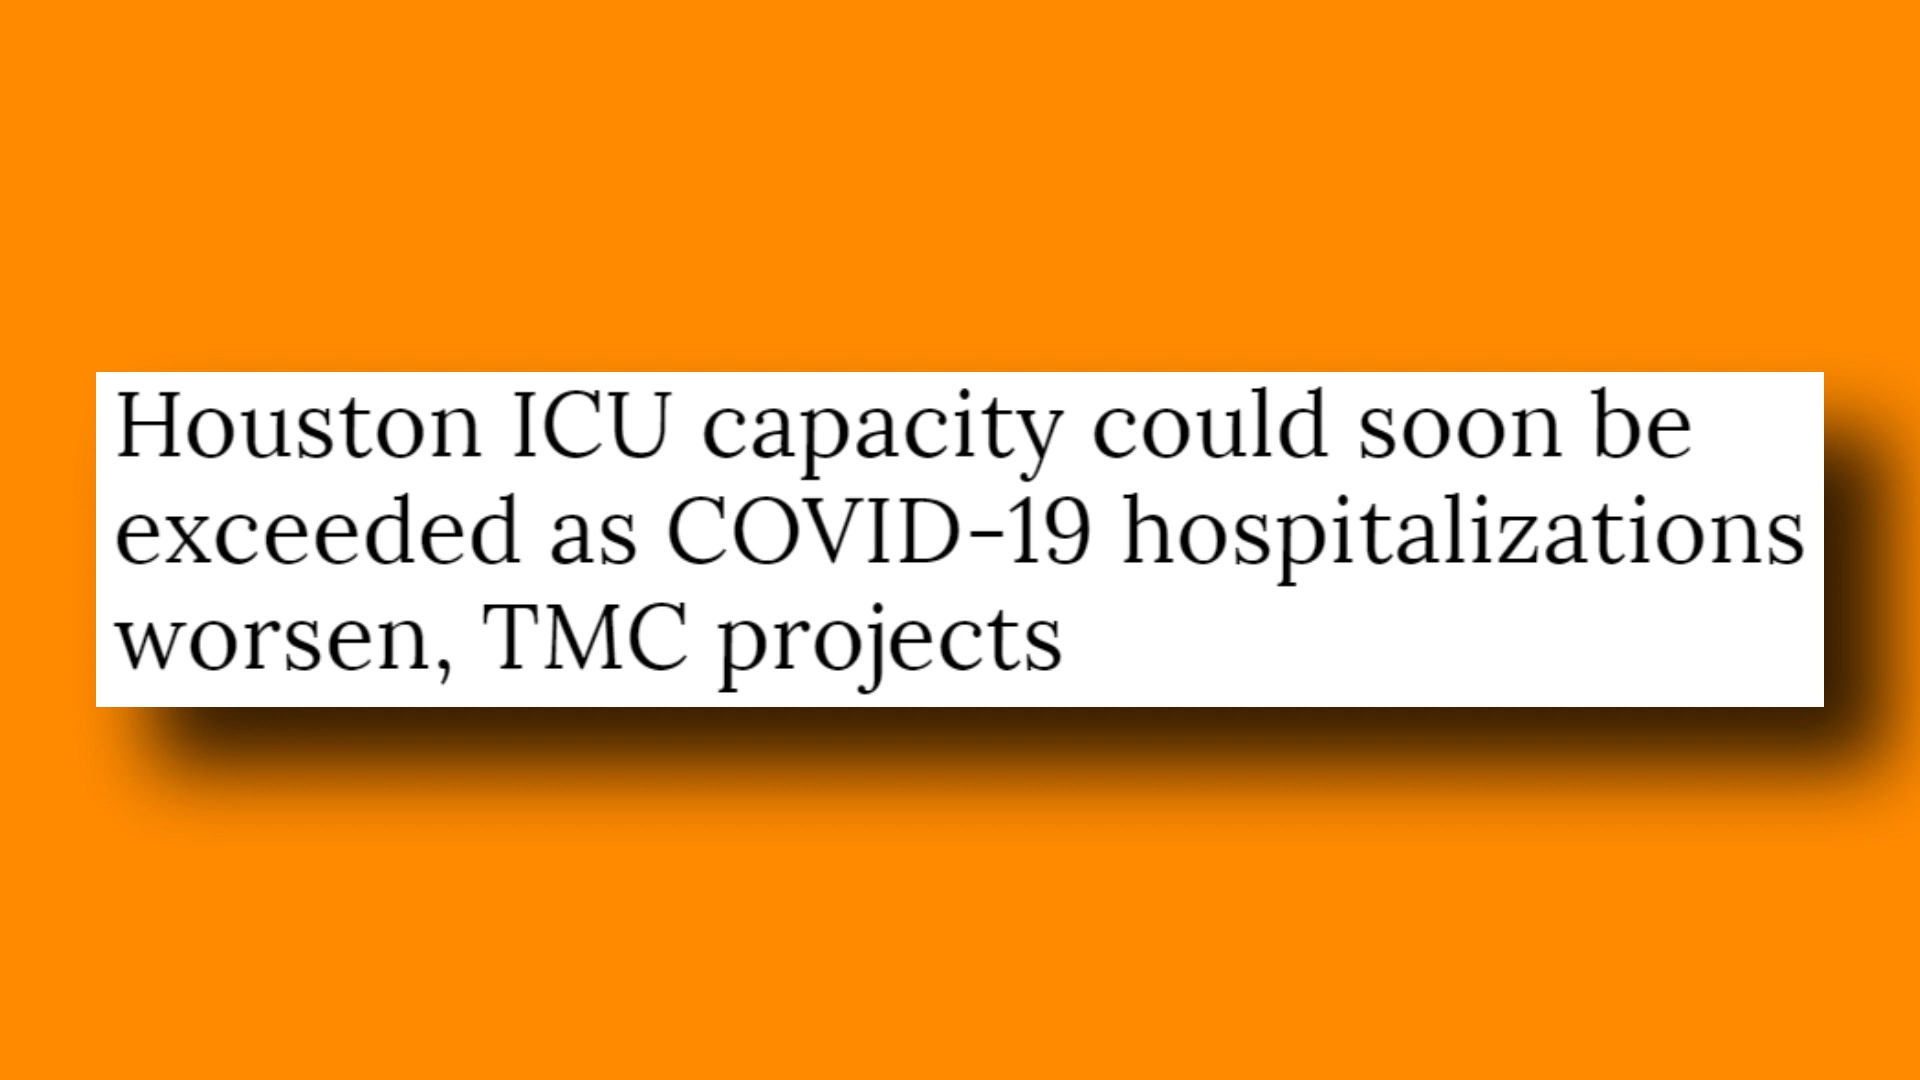 Houston ICU capacity could soon be
exceeded as COVID-19 hospitalizations
worsen, TMC projects